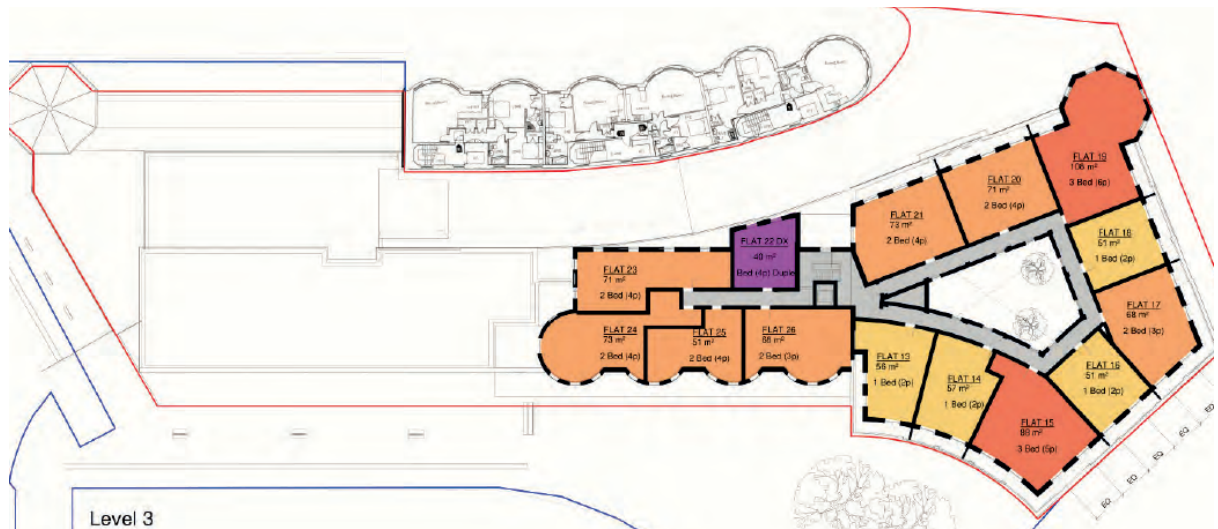 FLAT 19
106 m²
3 Bed (6p)
FLAT 20
71 m²
2 Bed (4p)
FLAT 21
73 m²
2 Bed (4p)
FLAT 18
51 m²
1 Bed (2p)
FLAT 22 DX
40 m²
Bed (4p) Duple
FLAT 23
71 m²
2 Bed (4p)
FLAT 17
68 m²
2 Bed (3p)
FLAT 24
73 m²
2 Bed (4p)
FLAT 25
51 m²
2 Bed (4p)
FLAT 26
68 m²
2 Bed (3p)
FLAT 13
56 m²
1 Bed (2p)
FLAT 14
57 m²
1 Bed (2p)
FLAT 16
51 m²
1 Bed (2p)
FLAT 15
88 m²
3 Bed (5p)
EQ
EQ
EQ
EQ
EQ
Level 3